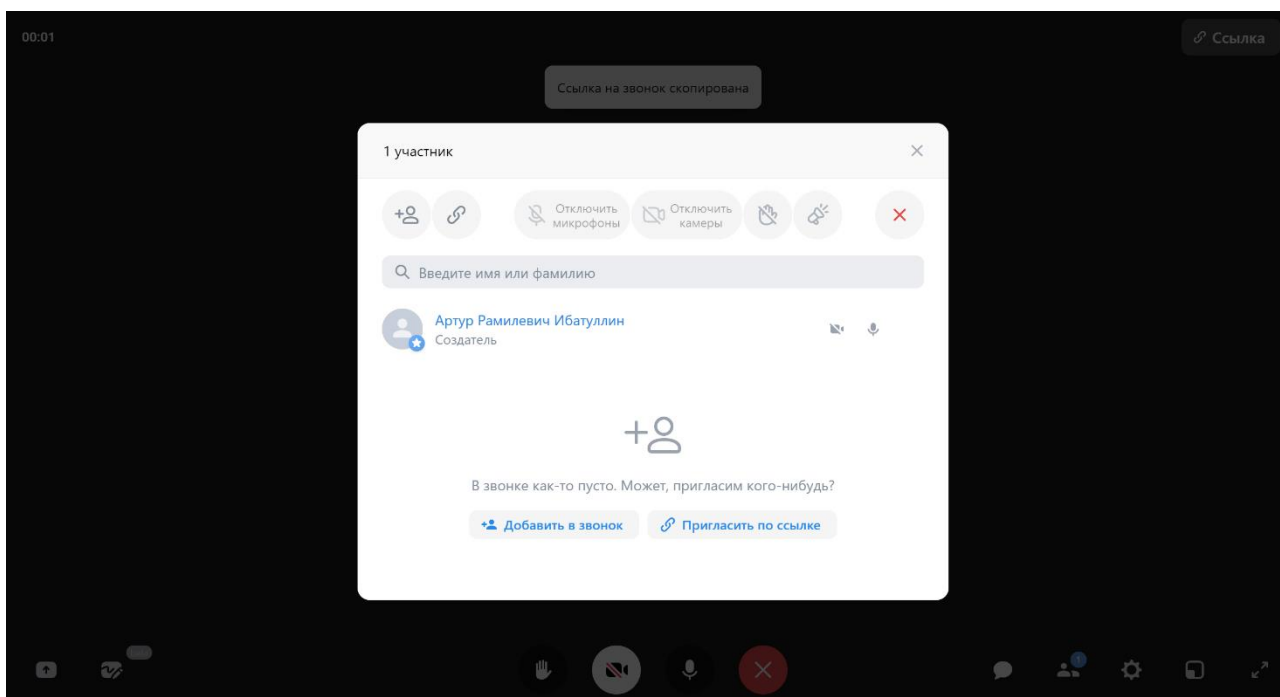 00:01
Ссылка
Ссылка на звонок скопирована
1 участник
Отключить
микрофоны
Отключить
камеры
Введите имя или фамилию
Артур Рамилевич Ибатуллин
Создатель
В звонке как-то пусто. Может, пригласим кого-нибудь?
Добавить в звонок
Пригласить по ссылке
1